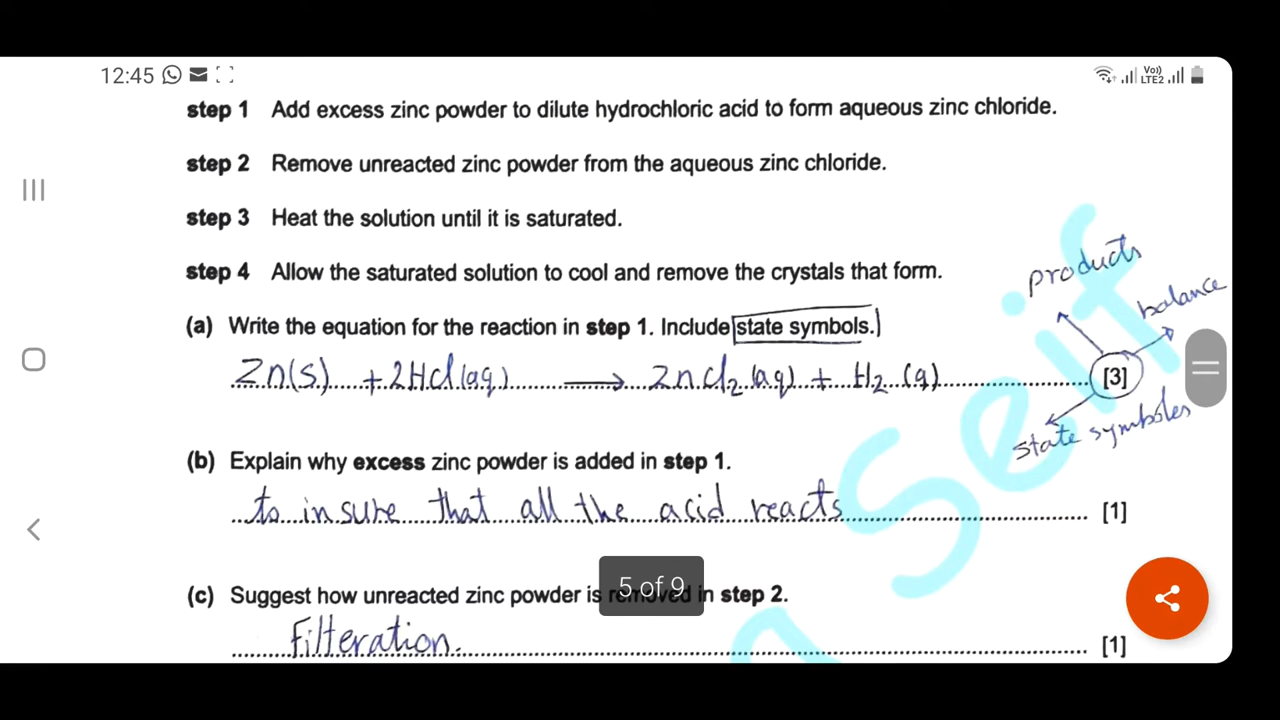 12:45 Vo) LTE2
step 1 Add excess zinc powder to dilute hydrochloric acid to form aqueous zinc chloride.
step 2 Remove unreacted zinc powder from the aqueous zinc chloride.
step 3 Heat the solution until it is saturated.
step 4 Allow the saturated solution to cool and remove the crystals that form.
products
balance
(a) Write the equation for the reaction in step 1. Include state symbols.
Zn(s) + 2HCl(aq) ⟶ ZnCl₂(aq) + H₂(g) [3]
state symboles
(b) Explain why excess zinc powder is added in step 1.
to insure that all the acid reacts [1]
(c) Suggest how unreacted zinc powder is removed in step 2.
5 of 9
Filteration. [1]
Seif